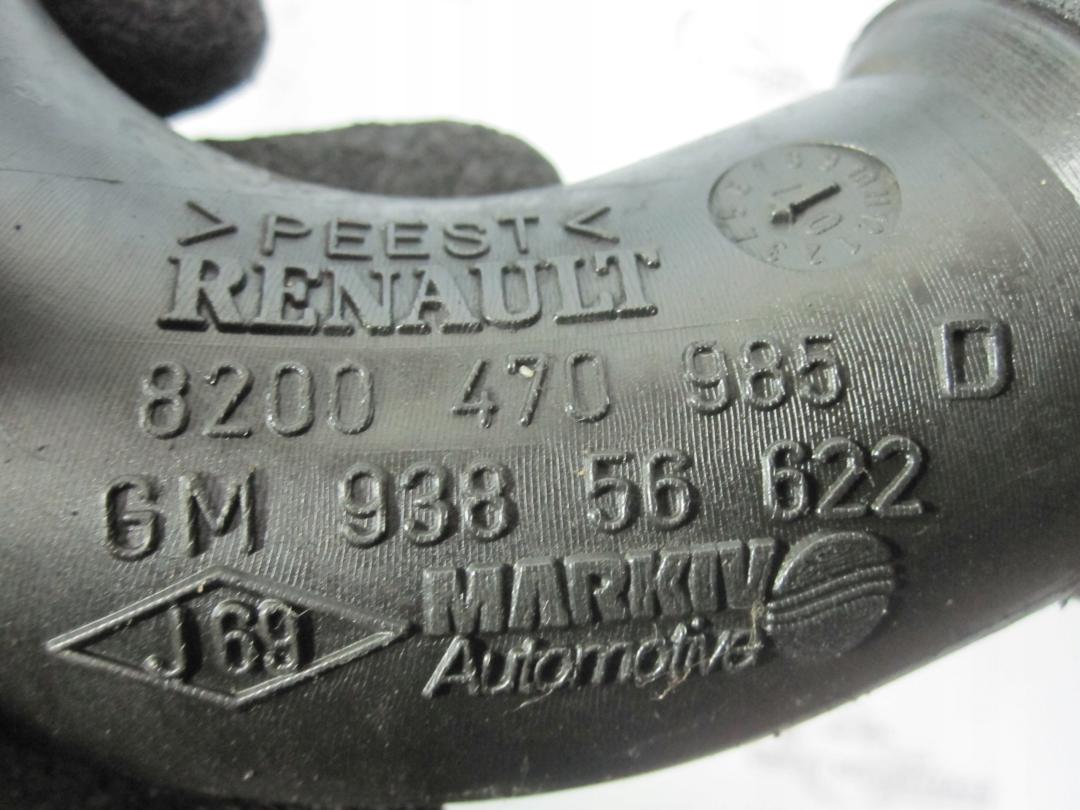 >PEEST<
RENAULT
8200 470 985 D
GM 938 56 622
J69
MARKIV
Automotive